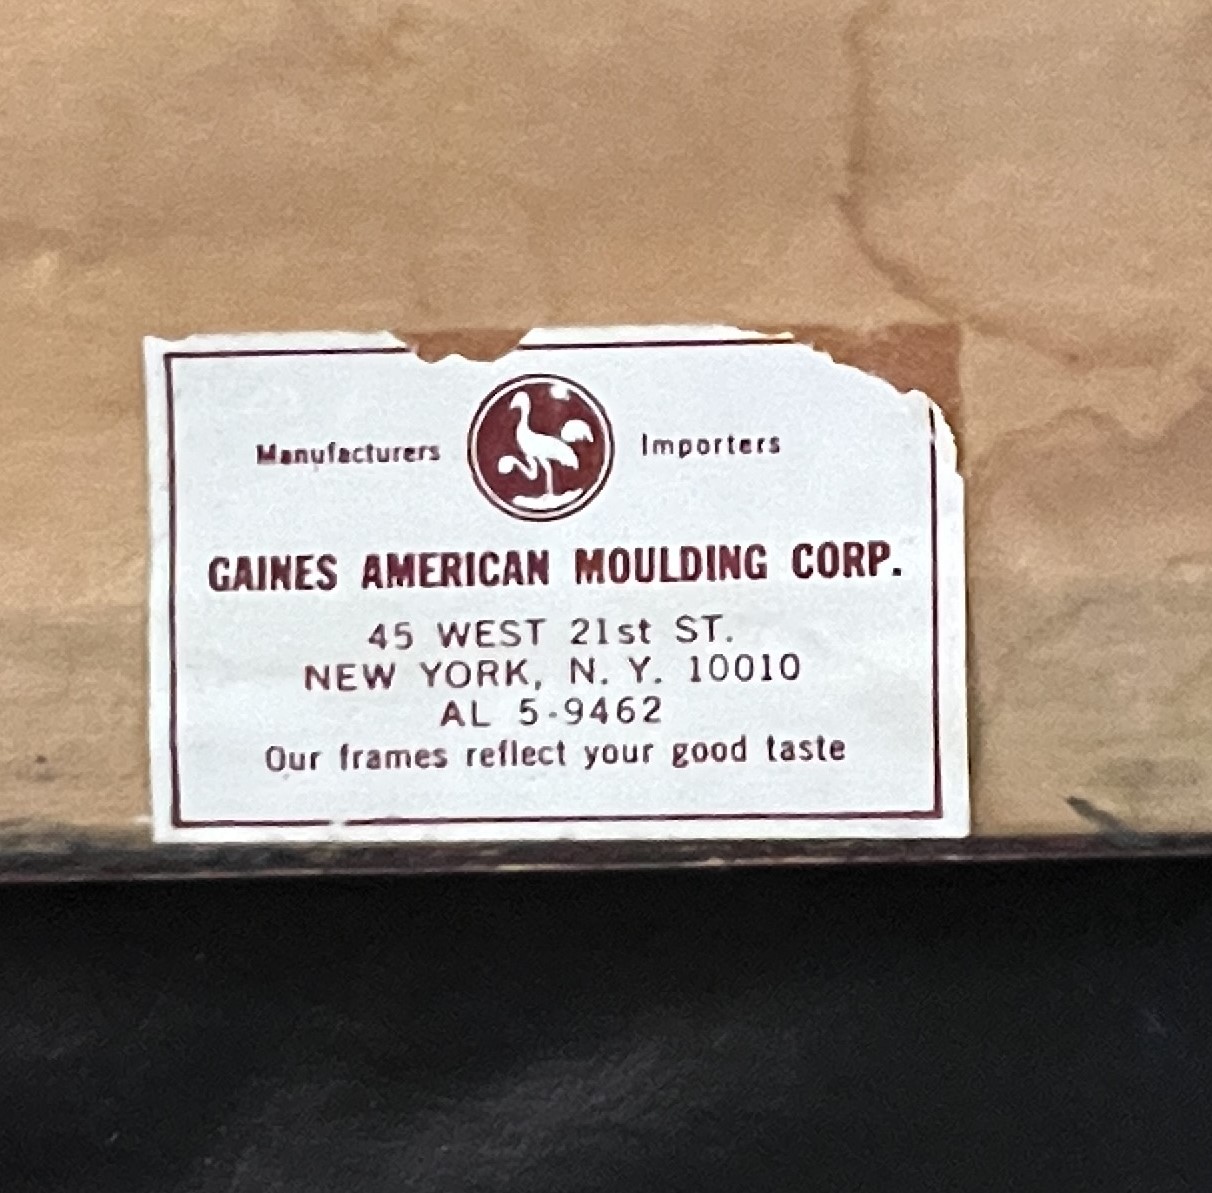 Manufacturers Importers
GAINES AMERICAN MOULDING CORP.
45 WEST 21st ST.
NEW YORK, N. Y. 10010
AL 5-9462
Our frames reflect your good taste